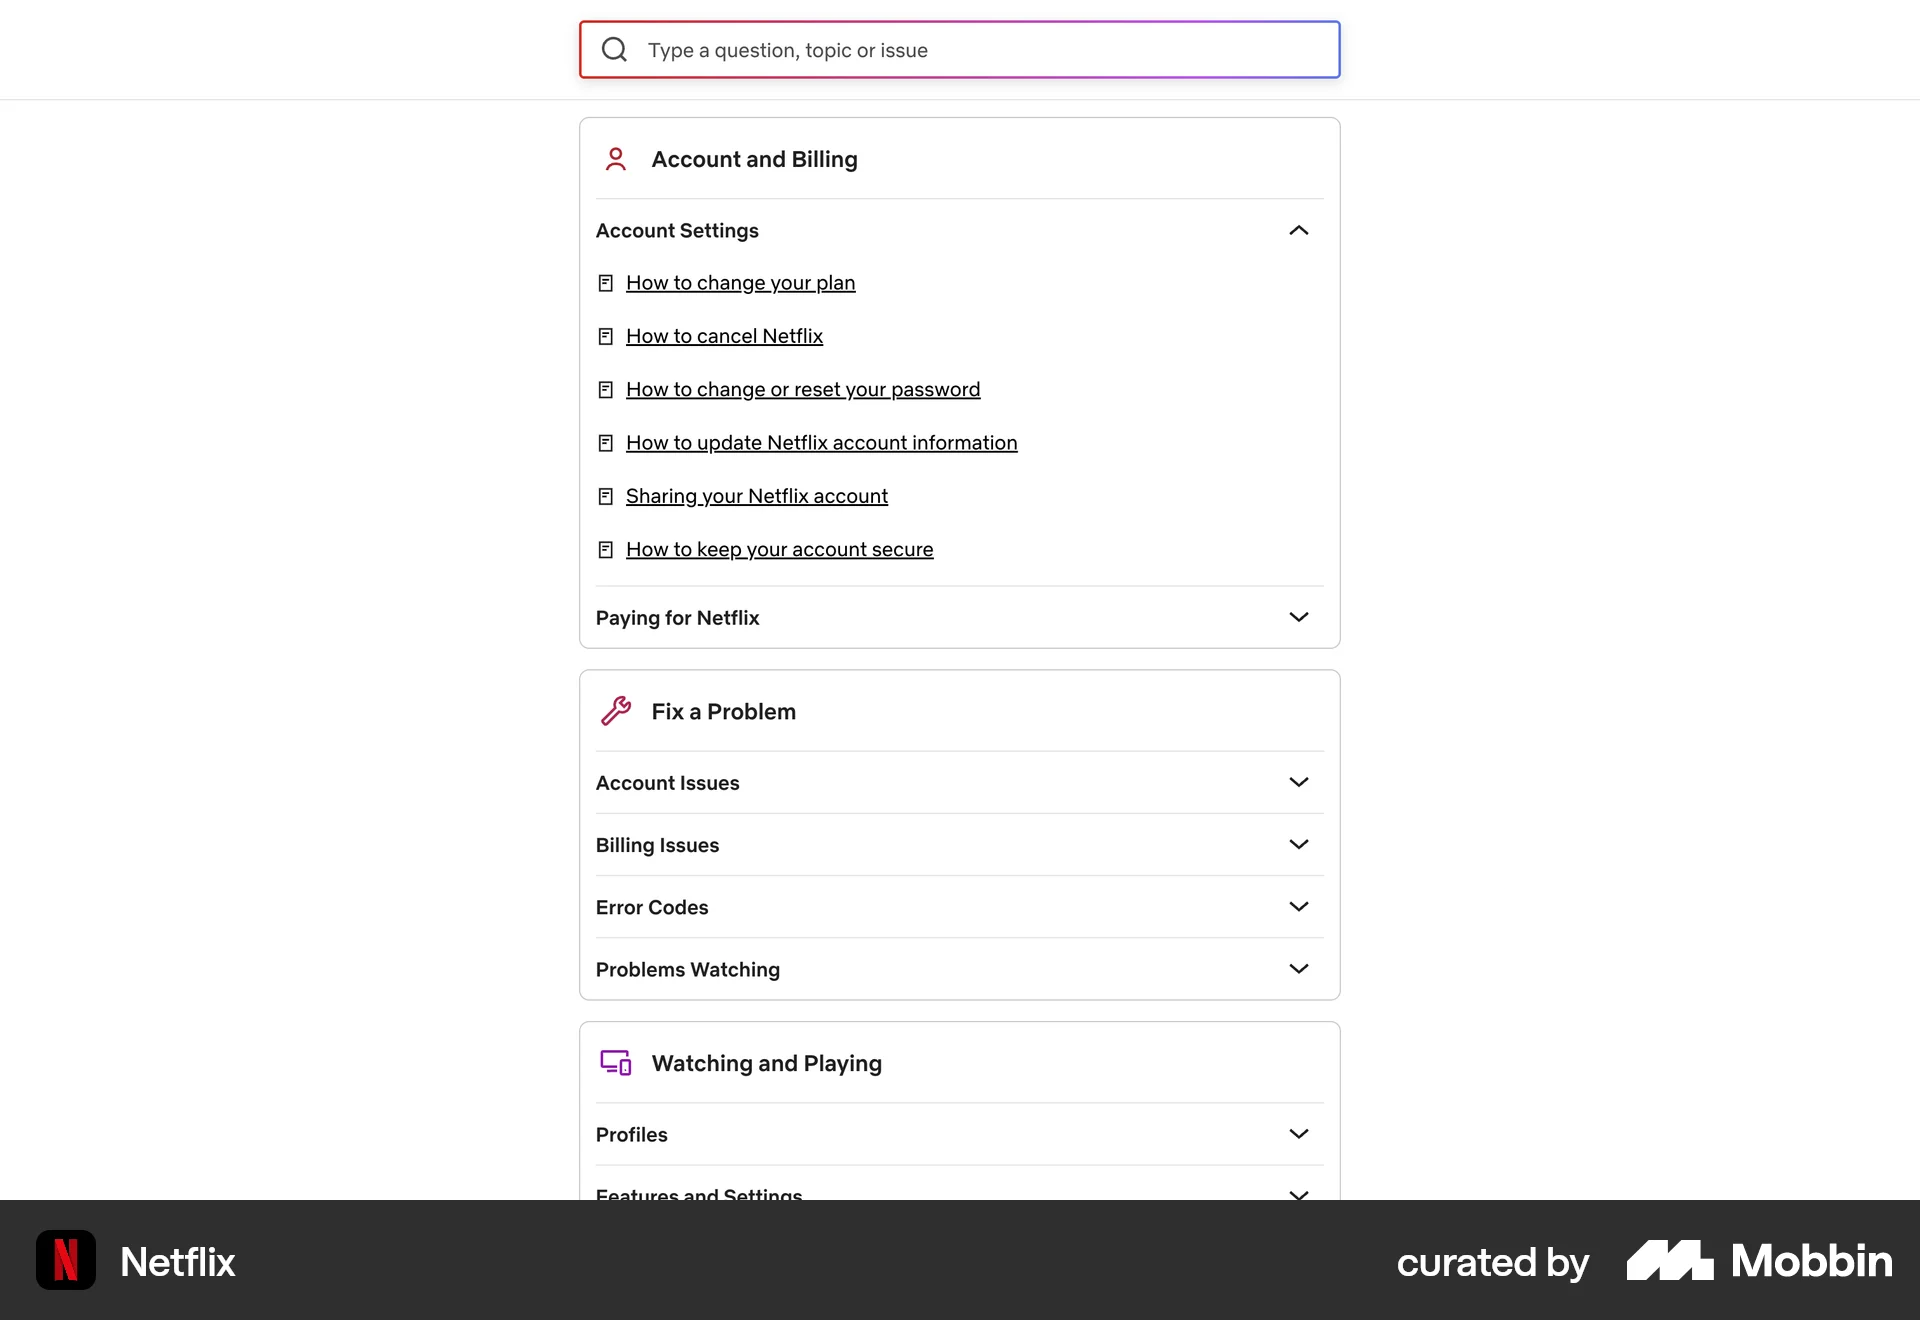 Type a question, topic or issue
Account and Billing
Account Settings
How to change your plan
How to cancel Netflix
How to change or reset your password
How to update Netflix account information
Sharing your Netflix account
How to keep your account secure
Paying for Netflix
Fix a Problem
Account Issues
Billing Issues
Error Codes
Problems Watching
Watching and Playing
Profiles
Features and Settings
Netflix
curated by Mobbin